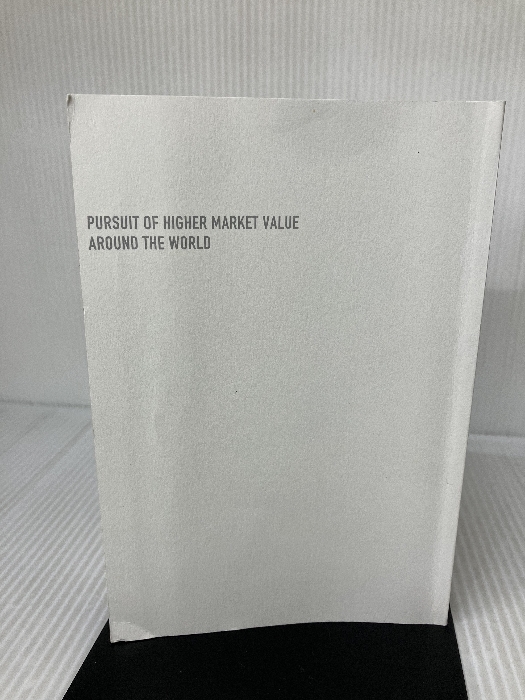 PURSUIT OF HIGHER MARKET VALUE
AROUND THE WORLD